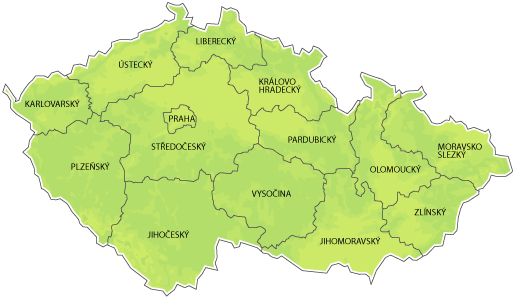 LIBERECKÝ
ÚSTECKÝ
KRÁLOVO
HRADECKÝ
KARLOVARSKÝ
PRAHA
STŘEDOČESKÝ
PARDUBICKÝ
MORAVSKO
SLEZKÝ
PLZEŇSKÝ
OLOMOUCKÝ
VYSOČINA
ZLÍNSKÝ
JIHOČESKÝ
JIHOMORAVSKÝ